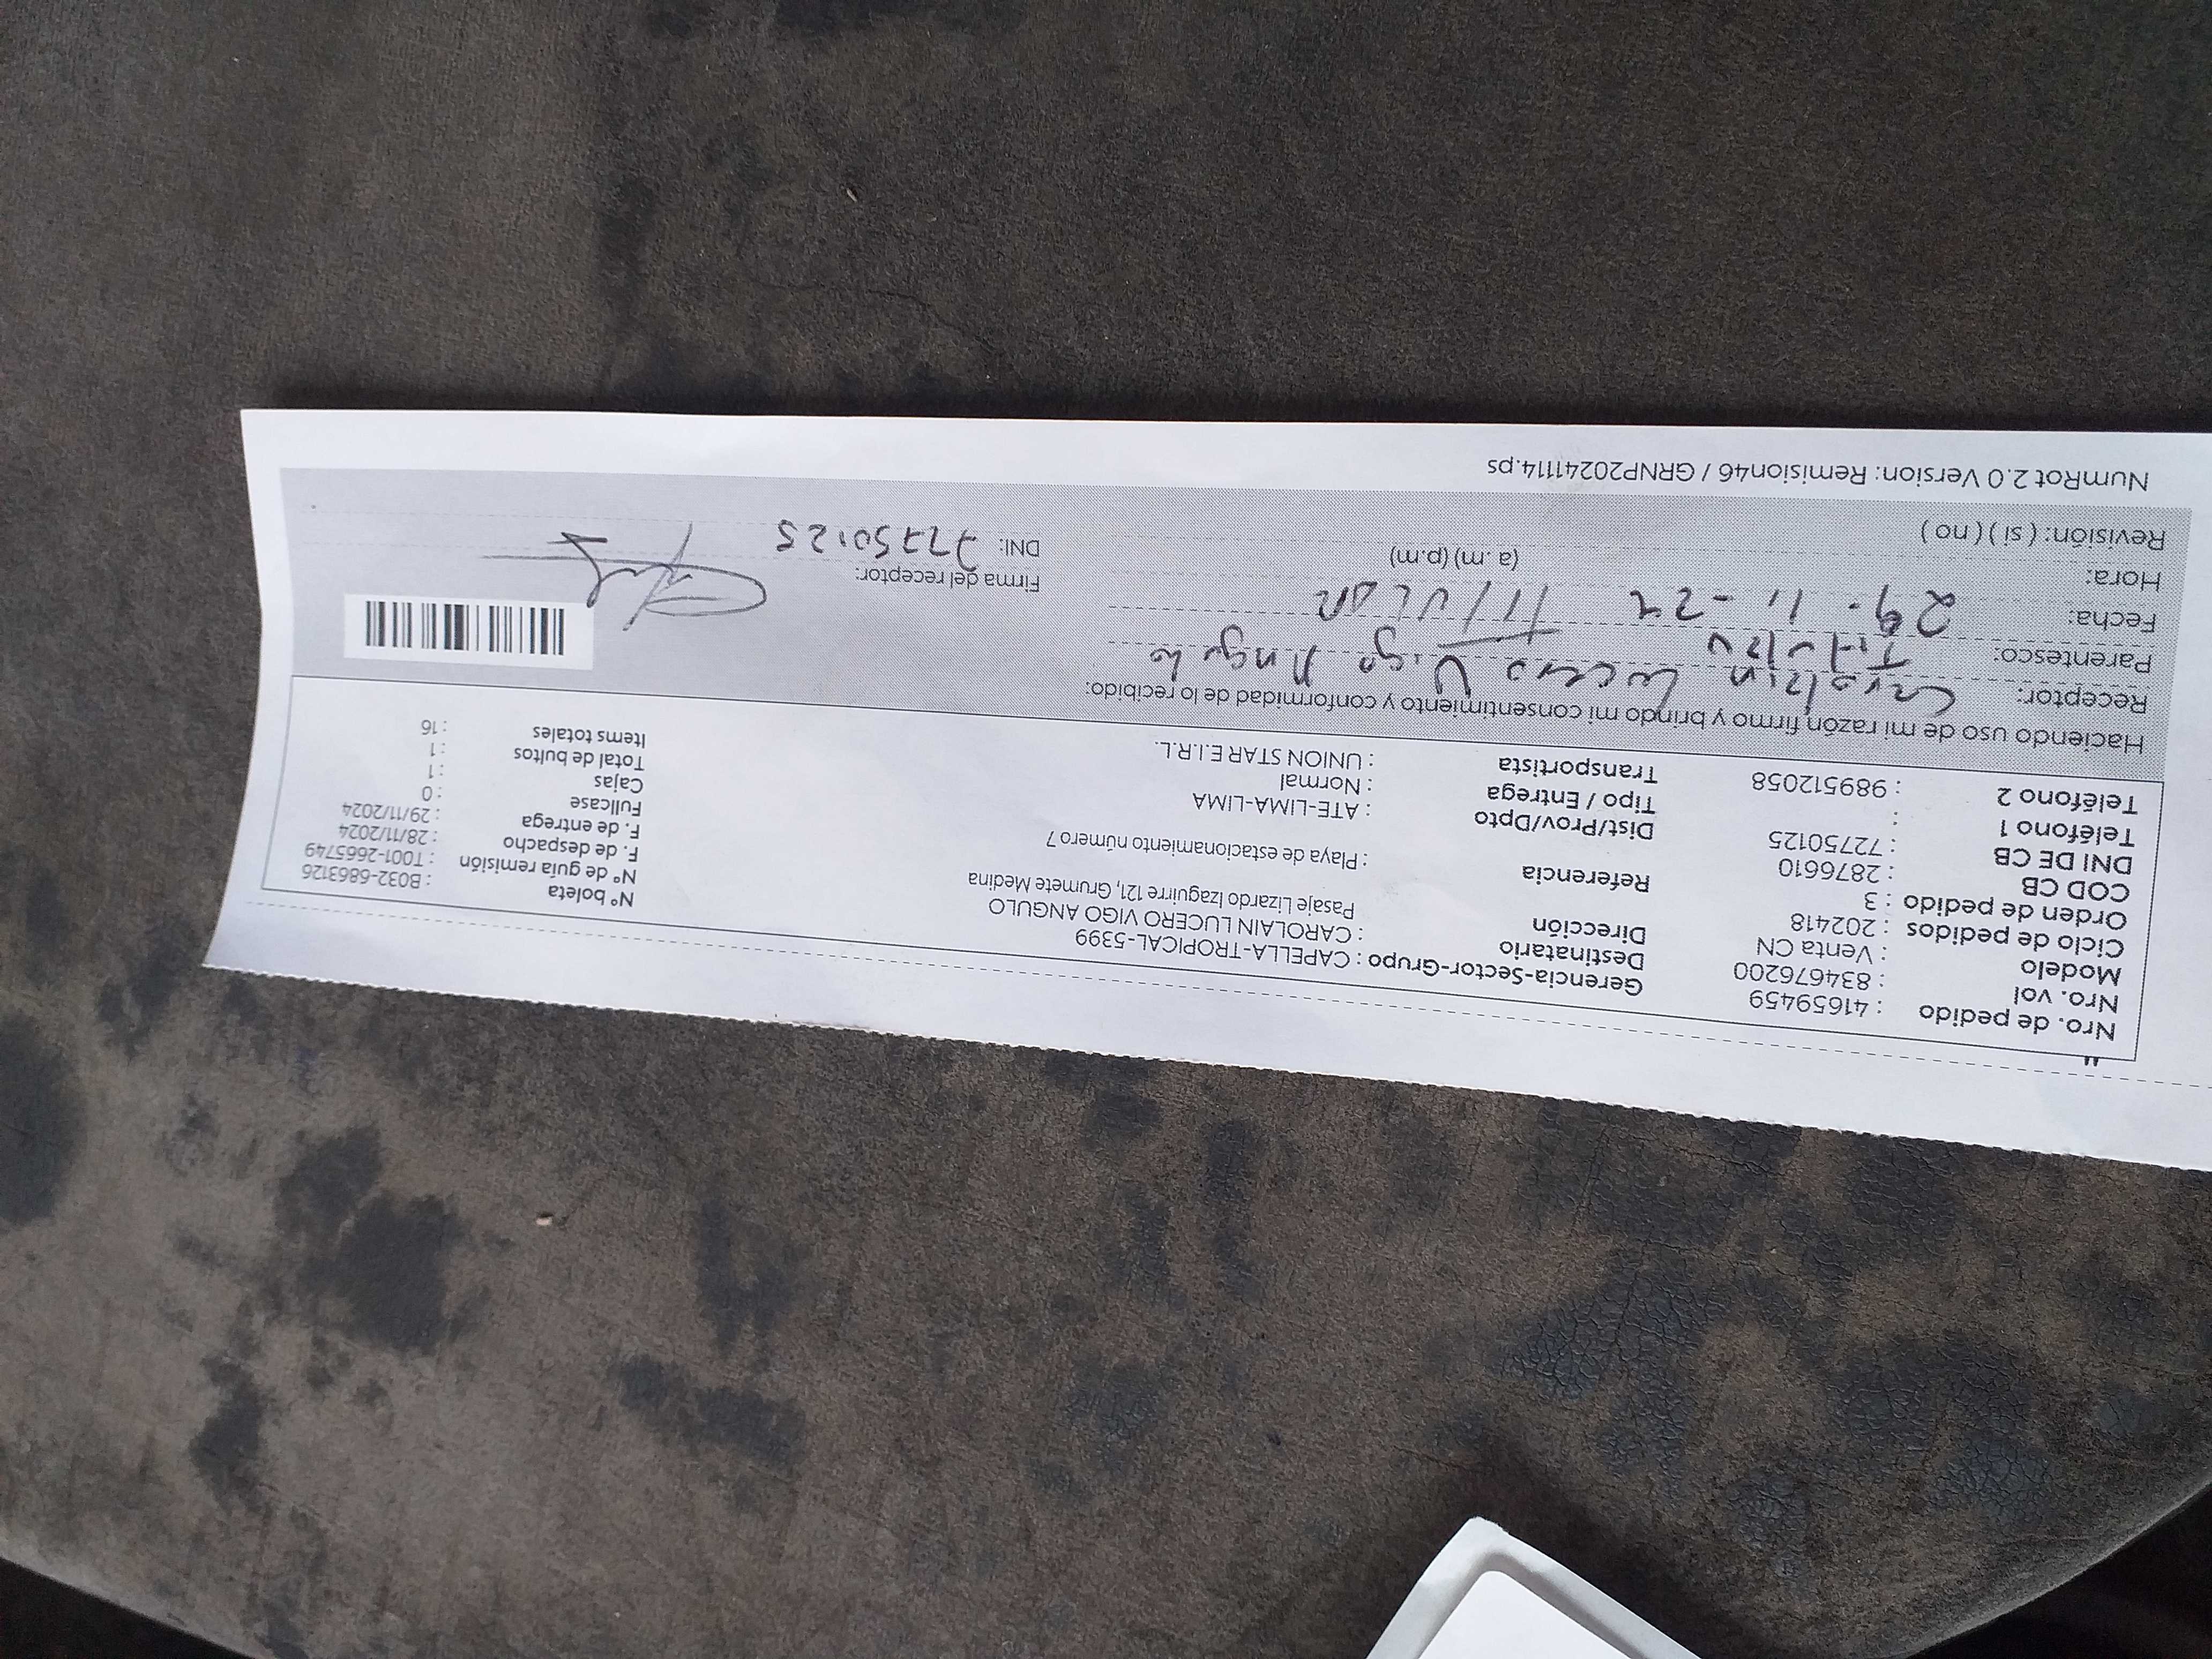 Nro. de pedido : 41659459
Nro. vol : 834676200
Modelo : Venta CN
Ciclo de pedidos : 202418
Orden de pedido : 3
COD CB : 2876610
DNI DE CB : 72750125
Teléfono 1 :
Teléfono 2 : 989512058
Gerencia-Sector-Grupo : CAPELLA-TROPICAL-5399
Destinatario : CAROLAIN LUCERO VIGO ANGULO
Dirección Pasaje Lizardo Izaguirre 121, Grumete Medina
Referencia : Playa de estacionamiento número 7
Dist/Prov/Dpto : ATE-LIMA-LIMA
Tipo / Entrega : Normal
Transportista : UNION STAR E.I.R.L.
Nº boleta : B032-6863126
Nº de guía remisión : T001-2665749
F. de despacho : 28/11/2024
F. de entrega : 29/11/2024
Fullcase : 0
Cajas : 1
Total de bultos : 1
Items totales : 16
Haciendo uso de mi razón firmo y brindo mi consentimiento y conformidad de lo recibido:
Receptor: Carolain Lucero Vigo Angulo
Parentesco: Titular
Fecha: 29-11-24
Hora: (a. m) (p.m)
Revisión: ( si ) ( no )
Firma del receptor:
DNI: 72750125
NumRot 2.0 Version: Remision46 / GRNP20241114.ps